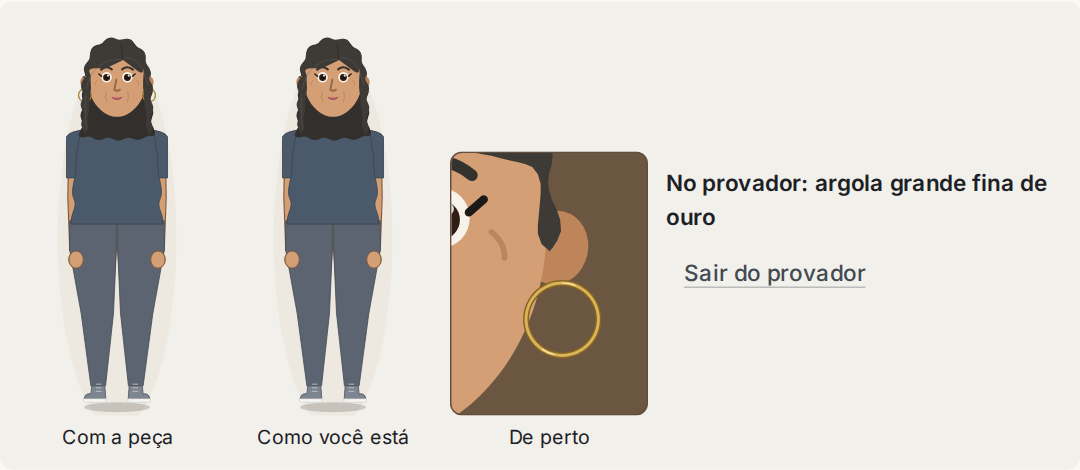 No provador: argola grande fina de
ouro
Sair do provador
Com a peça
Como você está
De perto